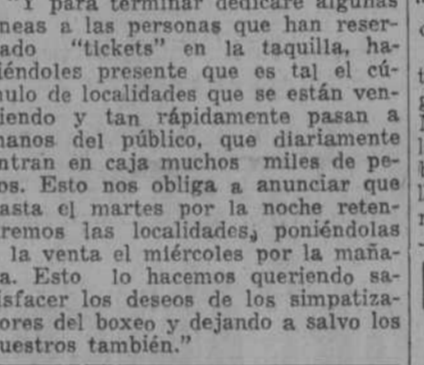 "Y para terminar dedicaré algunas
neas a las personas que han reser-
ado "tickets" en la taquilla, ha-
iéndoles presente que es tal el cú-
nulo de localidades que se están ven-
iendo y tan rápidamente pasan a
nanos del público, que diariamente
ntran en caja muchos miles de pe-
os. Esto nos obliga a anunciar que
asta el martes por la noche reten-
remos las localidades, poniéndolas
la venta el miércoles por la maña-
a. Esto lo hacemos queriendo sa-
isfacer los deseos de los simpatiza-
ores del boxeo y dejando a salvo los
uestros también."